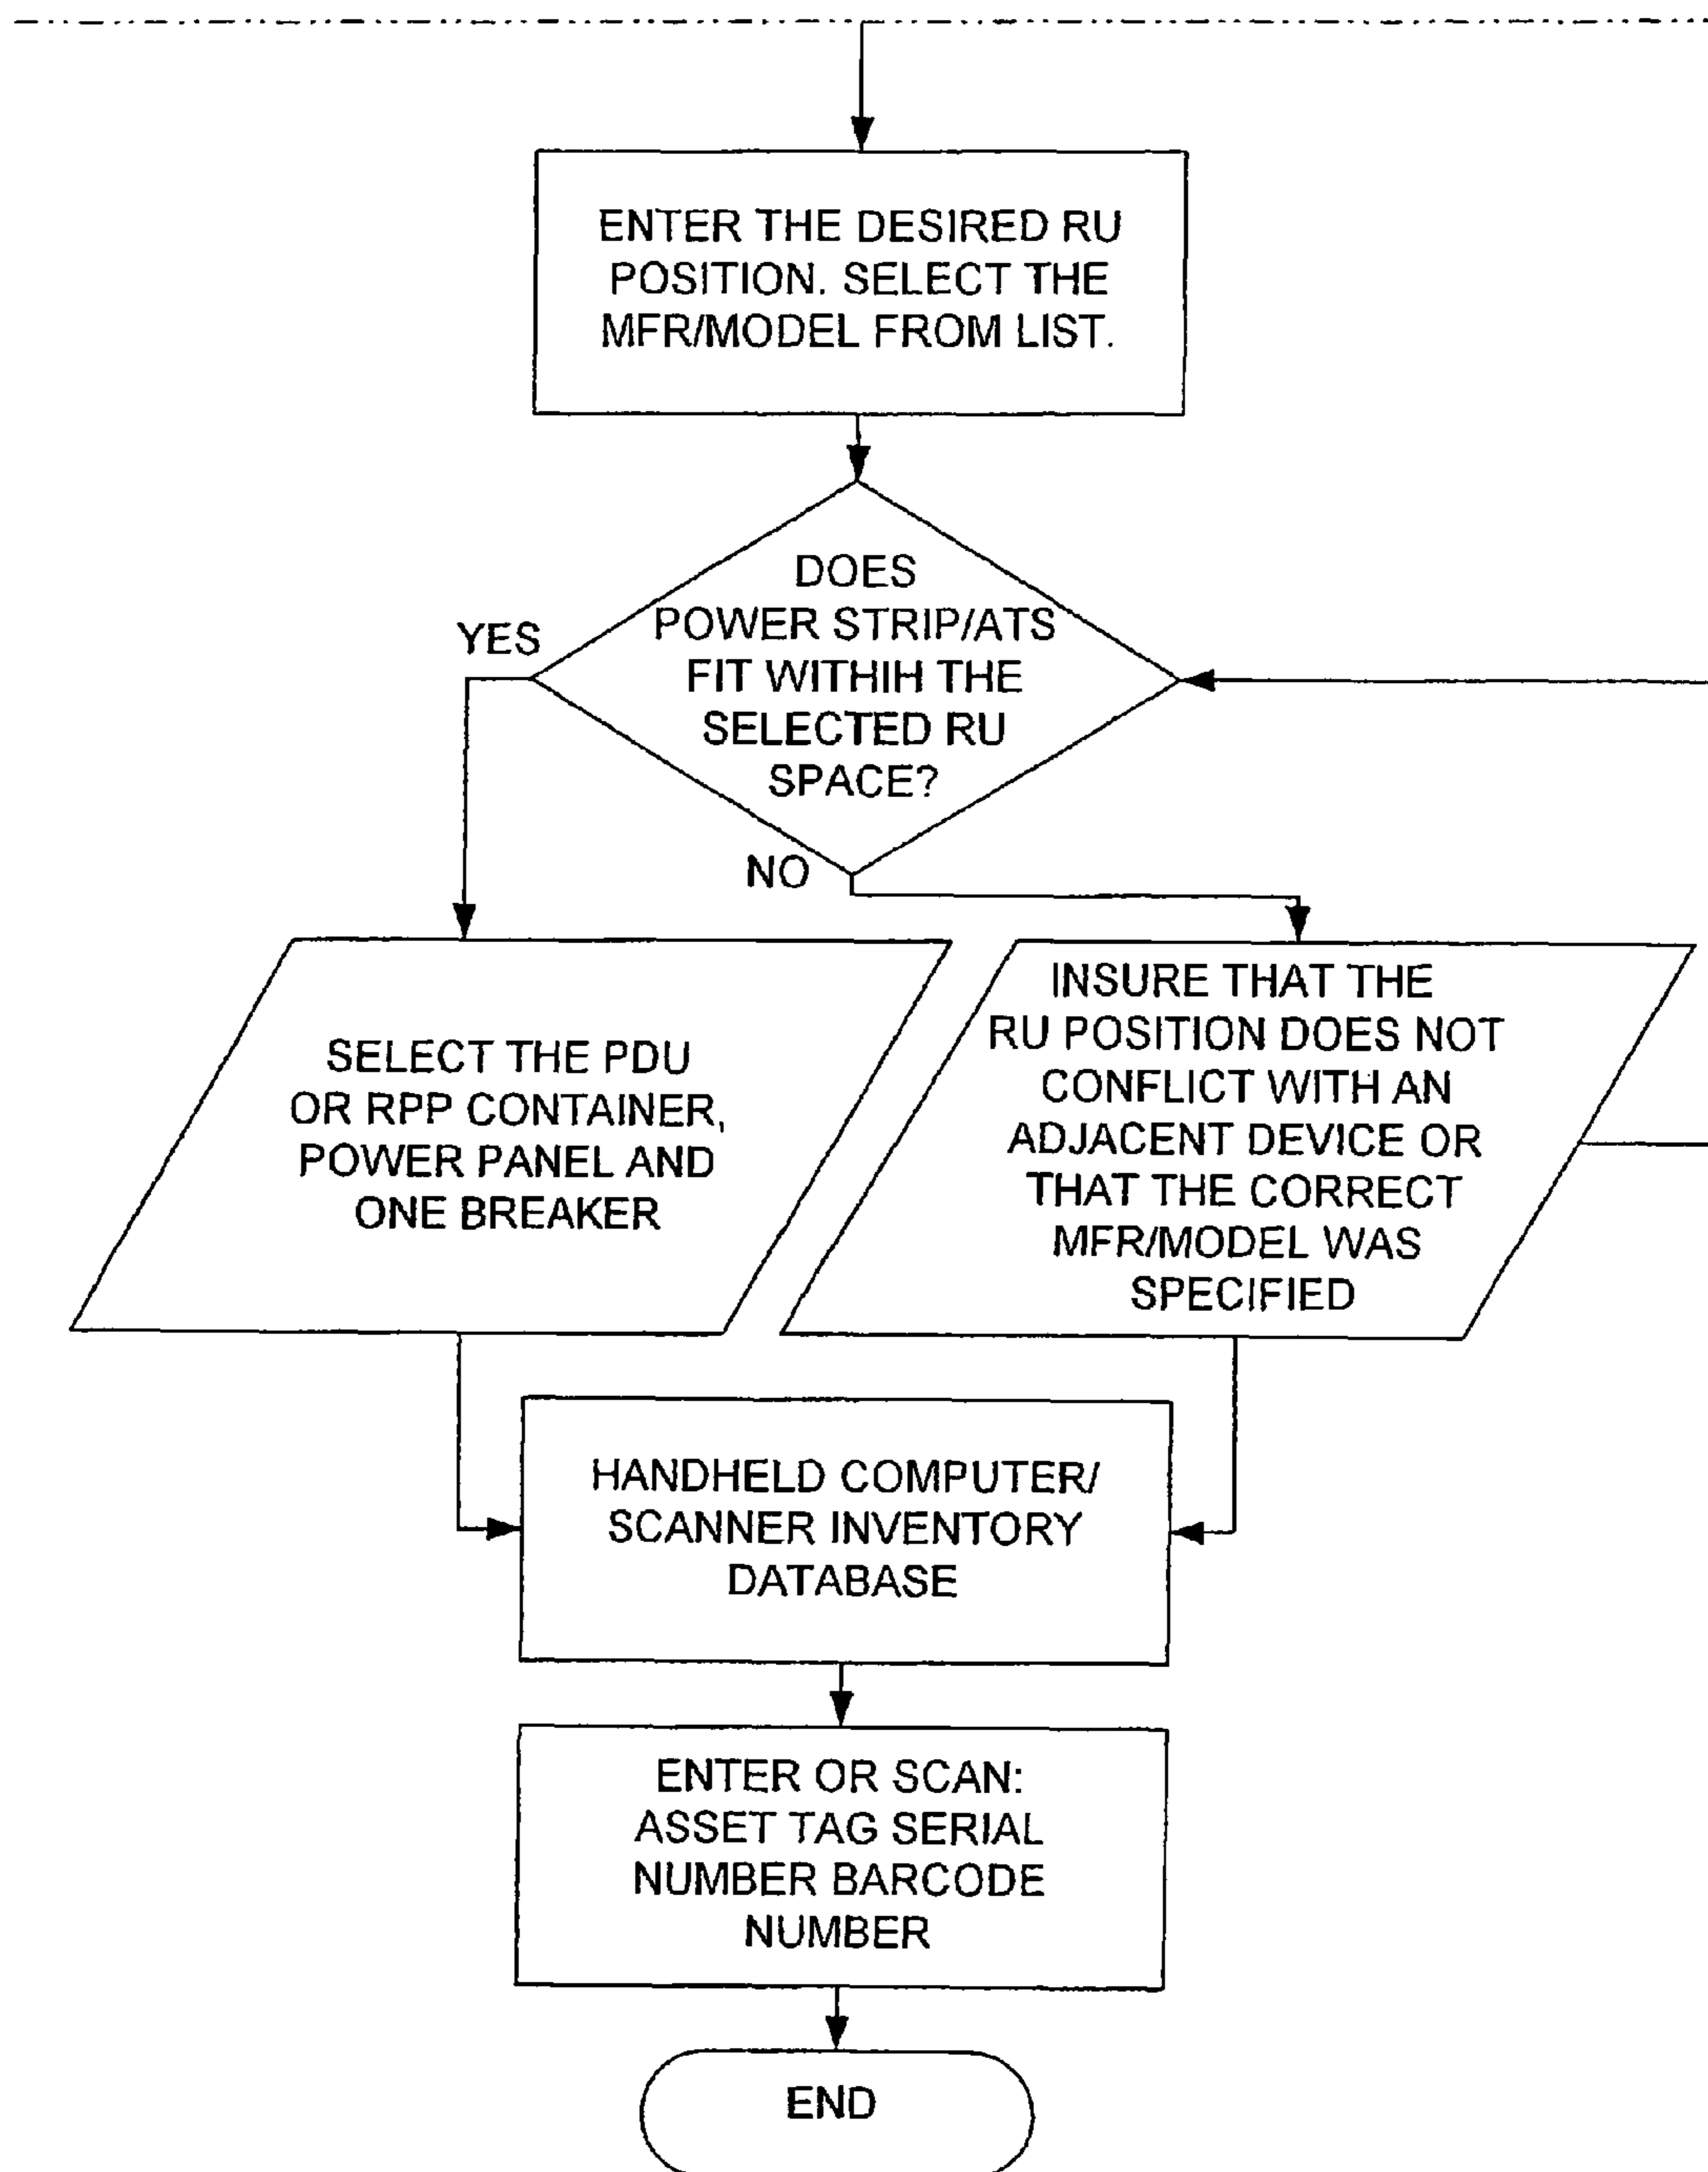 ENTER THE DESIRED RU
POSITION. SELECT THE
MFR/MODEL FROM LIST.
DOES
POWER STRIP/ATS
FIT WITHIH THE
SELECTED RU
SPACE?
YES
NO
SELECT THE PDU
OR RPP CONTAINER,
POWER PANEL AND
ONE BREAKER
INSURE THAT THE
RU POSITION DOES NOT
CONFLICT WITH AN
ADJACENT DEVICE OR
THAT THE CORRECT
MFR/MODEL WAS
SPECIFIED
HANDHELD COMPUTER/
SCANNER INVENTORY
DATABASE
ENTER OR SCAN:
ASSET TAG SERIAL
NUMBER BARCODE
NUMBER
END